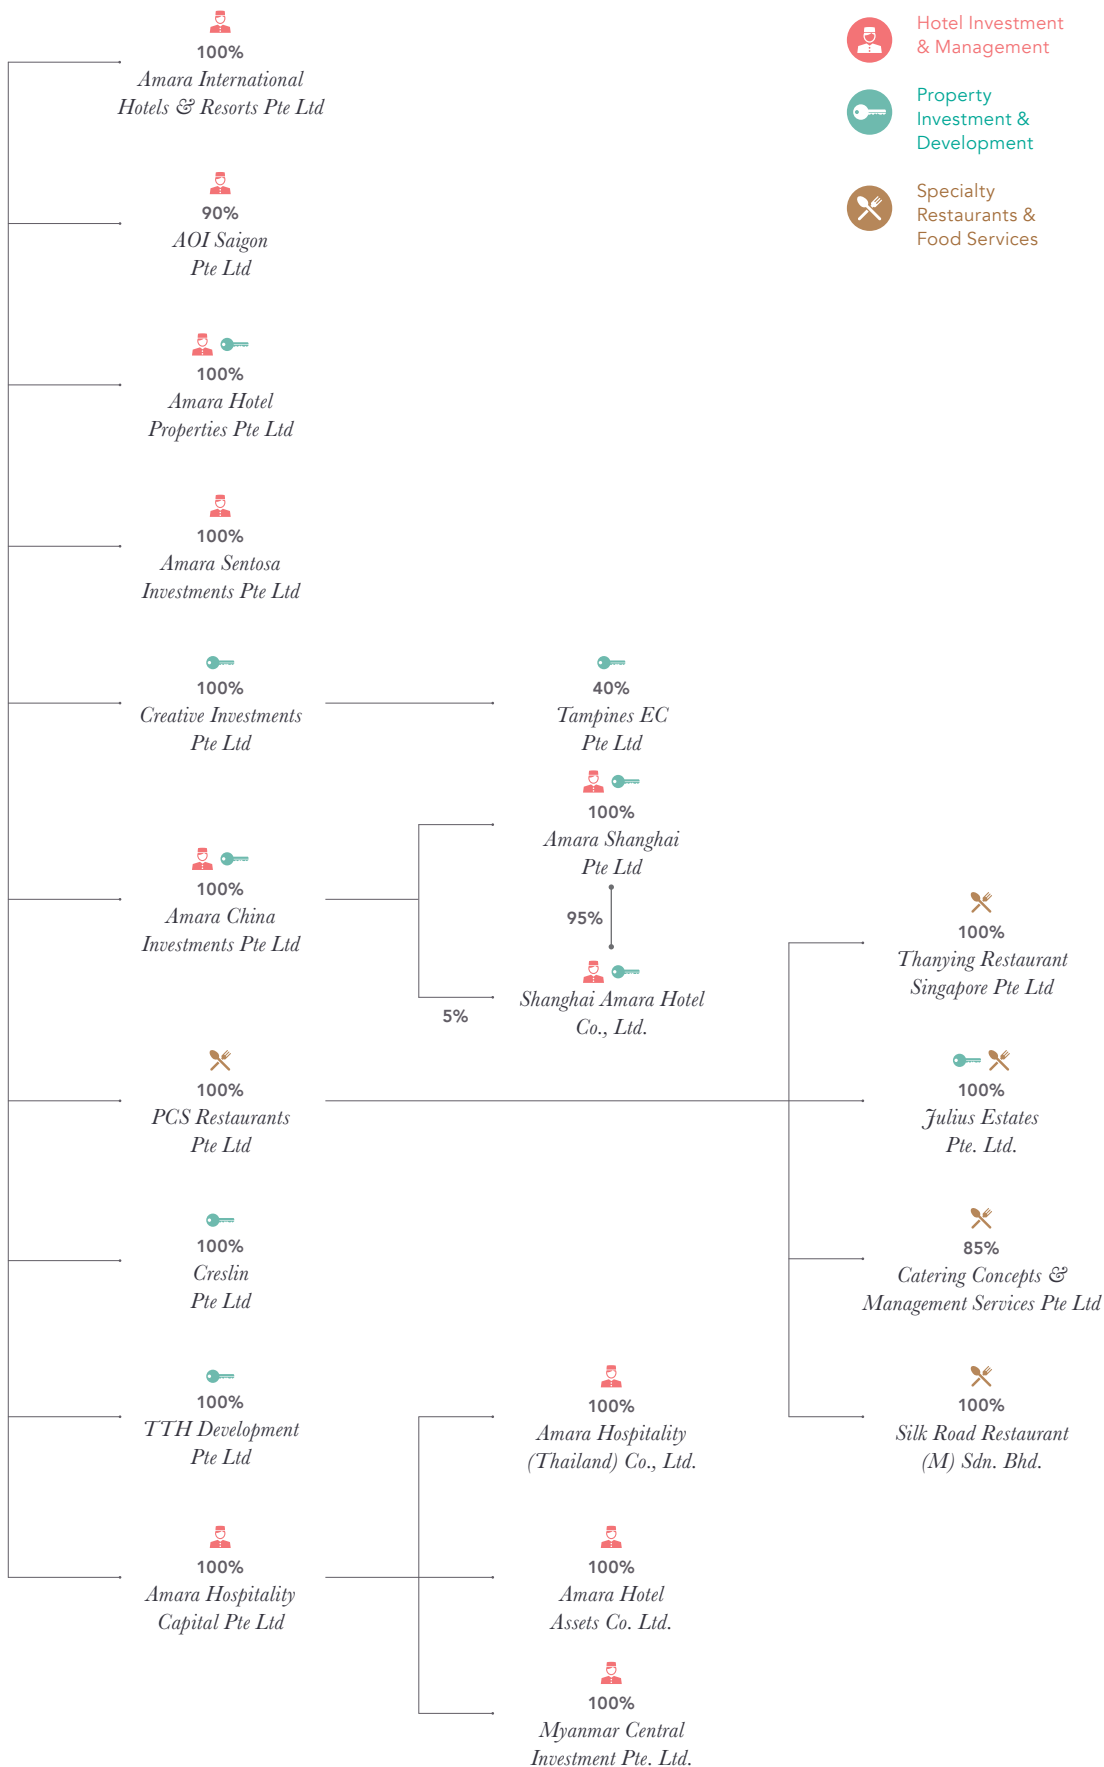 Hotel Investment
& Management
Property
Investment &
Development
Specialty
Restaurants &
Food Services
100%
Amara International
Hotels & Resorts Pte Ltd
90%
AOI Saigon
Pte Ltd
100%
Amara Hotel
Properties Pte Ltd
100%
Amara Sentosa
Investments Pte Ltd
100%
Creative Investments
Pte Ltd
40%
Tampines EC
Pte Ltd
100%
Amara China
Investments Pte Ltd
100%
Amara Shanghai
Pte Ltd
95%
Shanghai Amara Hotel
Co., Ltd.
5%
100%
PCS Restaurants
Pte Ltd
100%
Thanying Restaurant
Singapore Pte Ltd
100%
Julius Estates
Pte. Ltd.
85%
Catering Concepts &
Management Services Pte Ltd
100%
Silk Road Restaurant
(M) Sdn. Bhd.
100%
Creslin
Pte Ltd
100%
TTH Development
Pte Ltd
100%
Amara Hospitality
Capital Pte Ltd
100%
Amara Hospitality
(Thailand) Co., Ltd.
100%
Amara Hotel
Assets Co. Ltd.
100%
Myanmar Central
Investment Pte. Ltd.